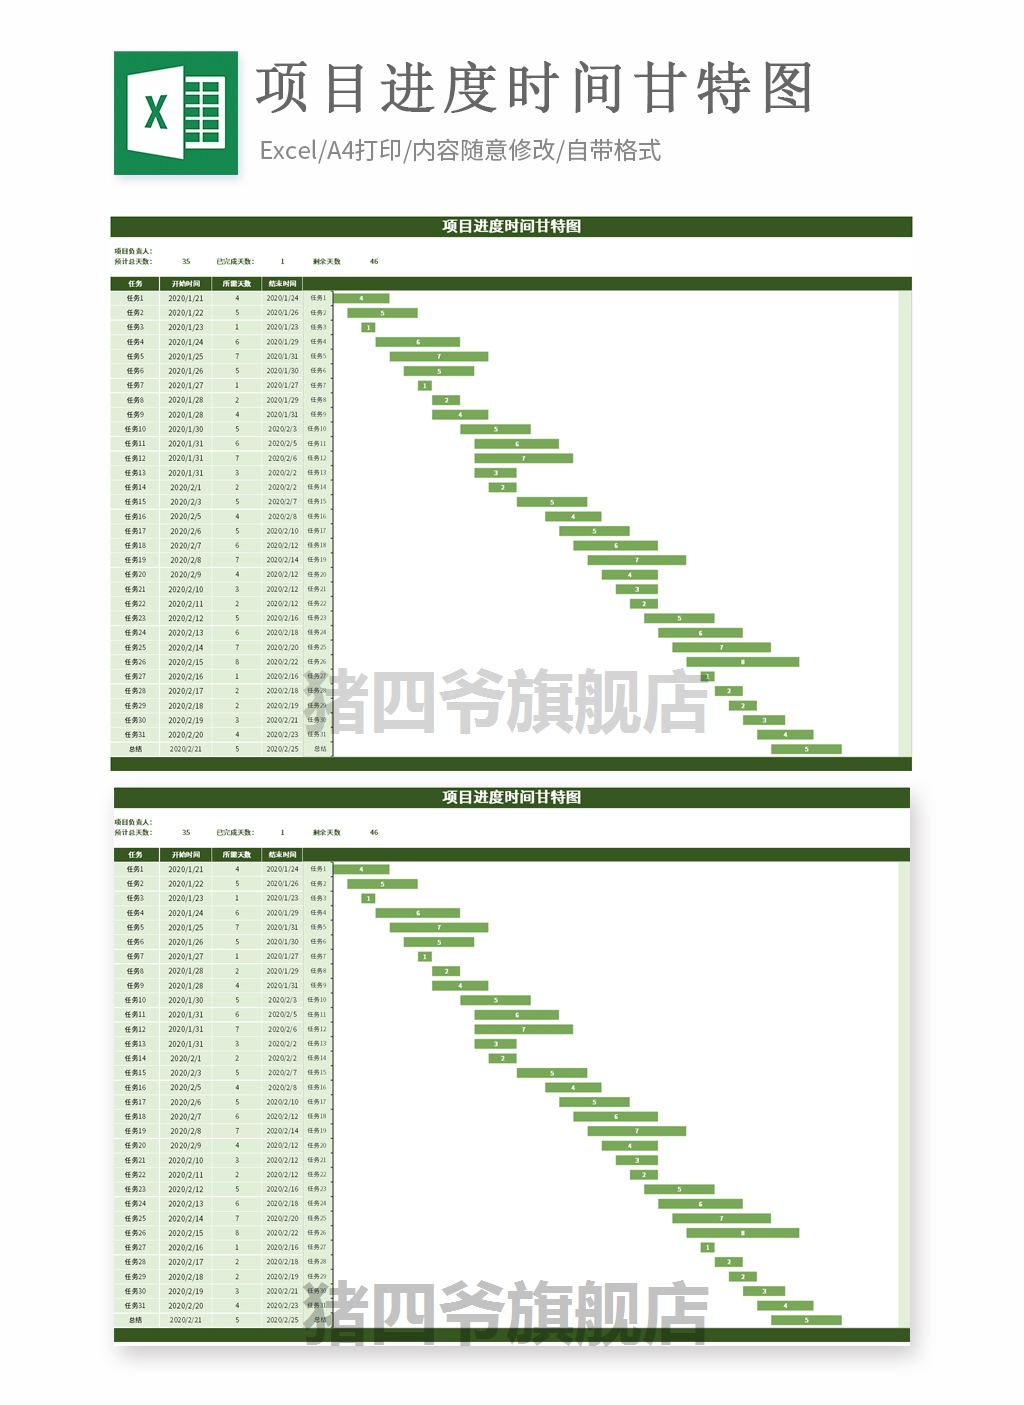 项目进度时间甘特图
Excel/A4打印/内容随意修改/自带格式
项目进度时间甘特图
项目负责人：
预计总天数： 35 已完成天数： 1 剩余天数 46
任务 开始时间 所需天数 结束时间
任务1 2020/1/21 4 2020/1/24 任务1 4
任务2 2020/1/22 5 2020/1/26 任务2 5
任务3 2020/1/23 1 2020/1/23 任务3 1
任务4 2020/1/24 6 2020/1/29 任务4 6
任务5 2020/1/25 7 2020/1/31 任务5 7
任务6 2020/1/26 5 2020/1/30 任务6 5
任务7 2020/1/27 1 2020/1/27 任务7 1
任务8 2020/1/28 2 2020/1/29 任务8 2
任务9 2020/1/28 4 2020/1/31 任务9 4
任务10 2020/1/30 5 2020/2/3 任务10 5
任务11 2020/1/31 6 2020/2/5 任务11 6
任务12 2020/1/31 7 2020/2/6 任务12 7
任务13 2020/1/31 3 2020/2/2 任务13 3
任务14 2020/2/1 2 2020/2/2 任务14 2
任务15 2020/2/3 5 2020/2/7 任务15 5
任务16 2020/2/5 4 2020/2/8 任务16 4
任务17 2020/2/6 5 2020/2/10 任务17 5
任务18 2020/2/7 6 2020/2/12 任务18 6
任务19 2020/2/8 7 2020/2/14 任务19 7
任务20 2020/2/9 4 2020/2/12 任务20 4
任务21 2020/2/10 3 2020/2/12 任务21 3
任务22 2020/2/11 2 2020/2/12 任务22 2
任务23 2020/2/12 5 2020/2/16 任务23 5
任务24 2020/2/13 6 2020/2/18 任务24 6
任务25 2020/2/14 7 2020/2/20 任务25 7
任务26 2020/2/15 8 2020/2/22 任务26 8
任务27 2020/2/16 1 2020/2/16 任务27 1
任务28 2020/2/17 2 2020/2/18 任务28 2
任务29 2020/2/18 2 2020/2/19 任务29 2
任务30 2020/2/19 3 2020/2/21 任务30 3
任务31 2020/2/20 4 2020/2/23 任务31 4
总结 2020/2/21 5 2020/2/25 总结 5
猪四爷旗舰店
项目进度时间甘特图
项目负责人：
预计总天数： 35 已完成天数： 1 剩余天数 46
任务 开始时间 所需天数 结束时间
任务1 2020/1/21 4 2020/1/24 任务1 4
任务2 2020/1/22 5 2020/1/26 任务2 5
任务3 2020/1/23 1 2020/1/23 任务3 1
任务4 2020/1/24 6 2020/1/29 任务4 6
任务5 2020/1/25 7 2020/1/31 任务5 7
任务6 2020/1/26 5 2020/1/30 任务6 5
任务7 2020/1/27 1 2020/1/27 任务7 1
任务8 2020/1/28 2 2020/1/29 任务8 2
任务9 2020/1/28 4 2020/1/31 任务9 4
任务10 2020/1/30 5 2020/2/3 任务10 5
任务11 2020/1/31 6 2020/2/5 任务11 6
任务12 2020/1/31 7 2020/2/6 任务12 7
任务13 2020/1/31 3 2020/2/2 任务13 3
任务14 2020/2/1 2 2020/2/2 任务14 2
任务15 2020/2/3 5 2020/2/7 任务15 5
任务16 2020/2/5 4 2020/2/8 任务16 4
任务17 2020/2/6 5 2020/2/10 任务17 5
任务18 2020/2/7 6 2020/2/12 任务18 6
任务19 2020/2/8 7 2020/2/14 任务19 7
任务20 2020/2/9 4 2020/2/12 任务20 4
任务21 2020/2/10 3 2020/2/12 任务21 3
任务22 2020/2/11 2 2020/2/12 任务22 2
任务23 2020/2/12 5 2020/2/16 任务23 5
任务24 2020/2/13 6 2020/2/18 任务24 6
任务25 2020/2/14 7 2020/2/20 任务25 7
任务26 2020/2/15 8 2020/2/22 任务26 8
任务27 2020/2/16 1 2020/2/16 任务27 1
任务28 2020/2/17 2 2020/2/18 任务28 2
任务29 2020/2/18 2 2020/2/19 任务29 2
任务30 2020/2/19 3 2020/2/21 任务30 3
任务31 2020/2/20 4 2020/2/23 任务31 4
总结 2020/2/21 5 2020/2/25 总结 5
猪四爷旗舰店